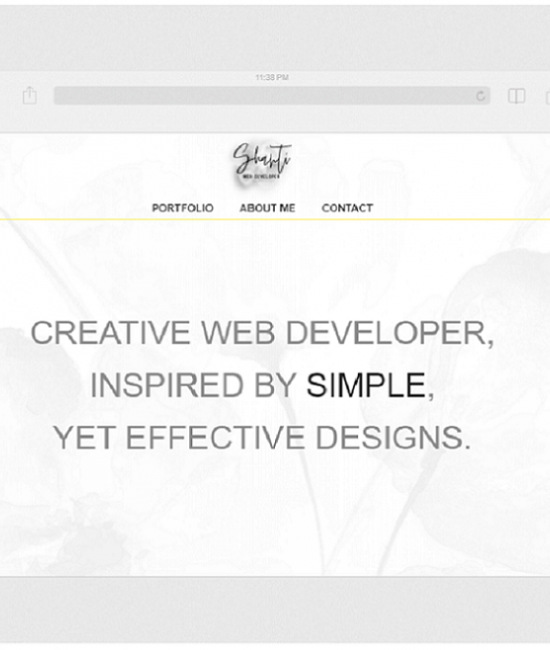 11:38 PM
Shanti
WEB DEVELOPER
PORTFOLIO ABOUT ME CONTACT
CREATIVE WEB DEVELOPER,
INSPIRED BY SIMPLE,
YET EFFECTIVE DESIGNS.